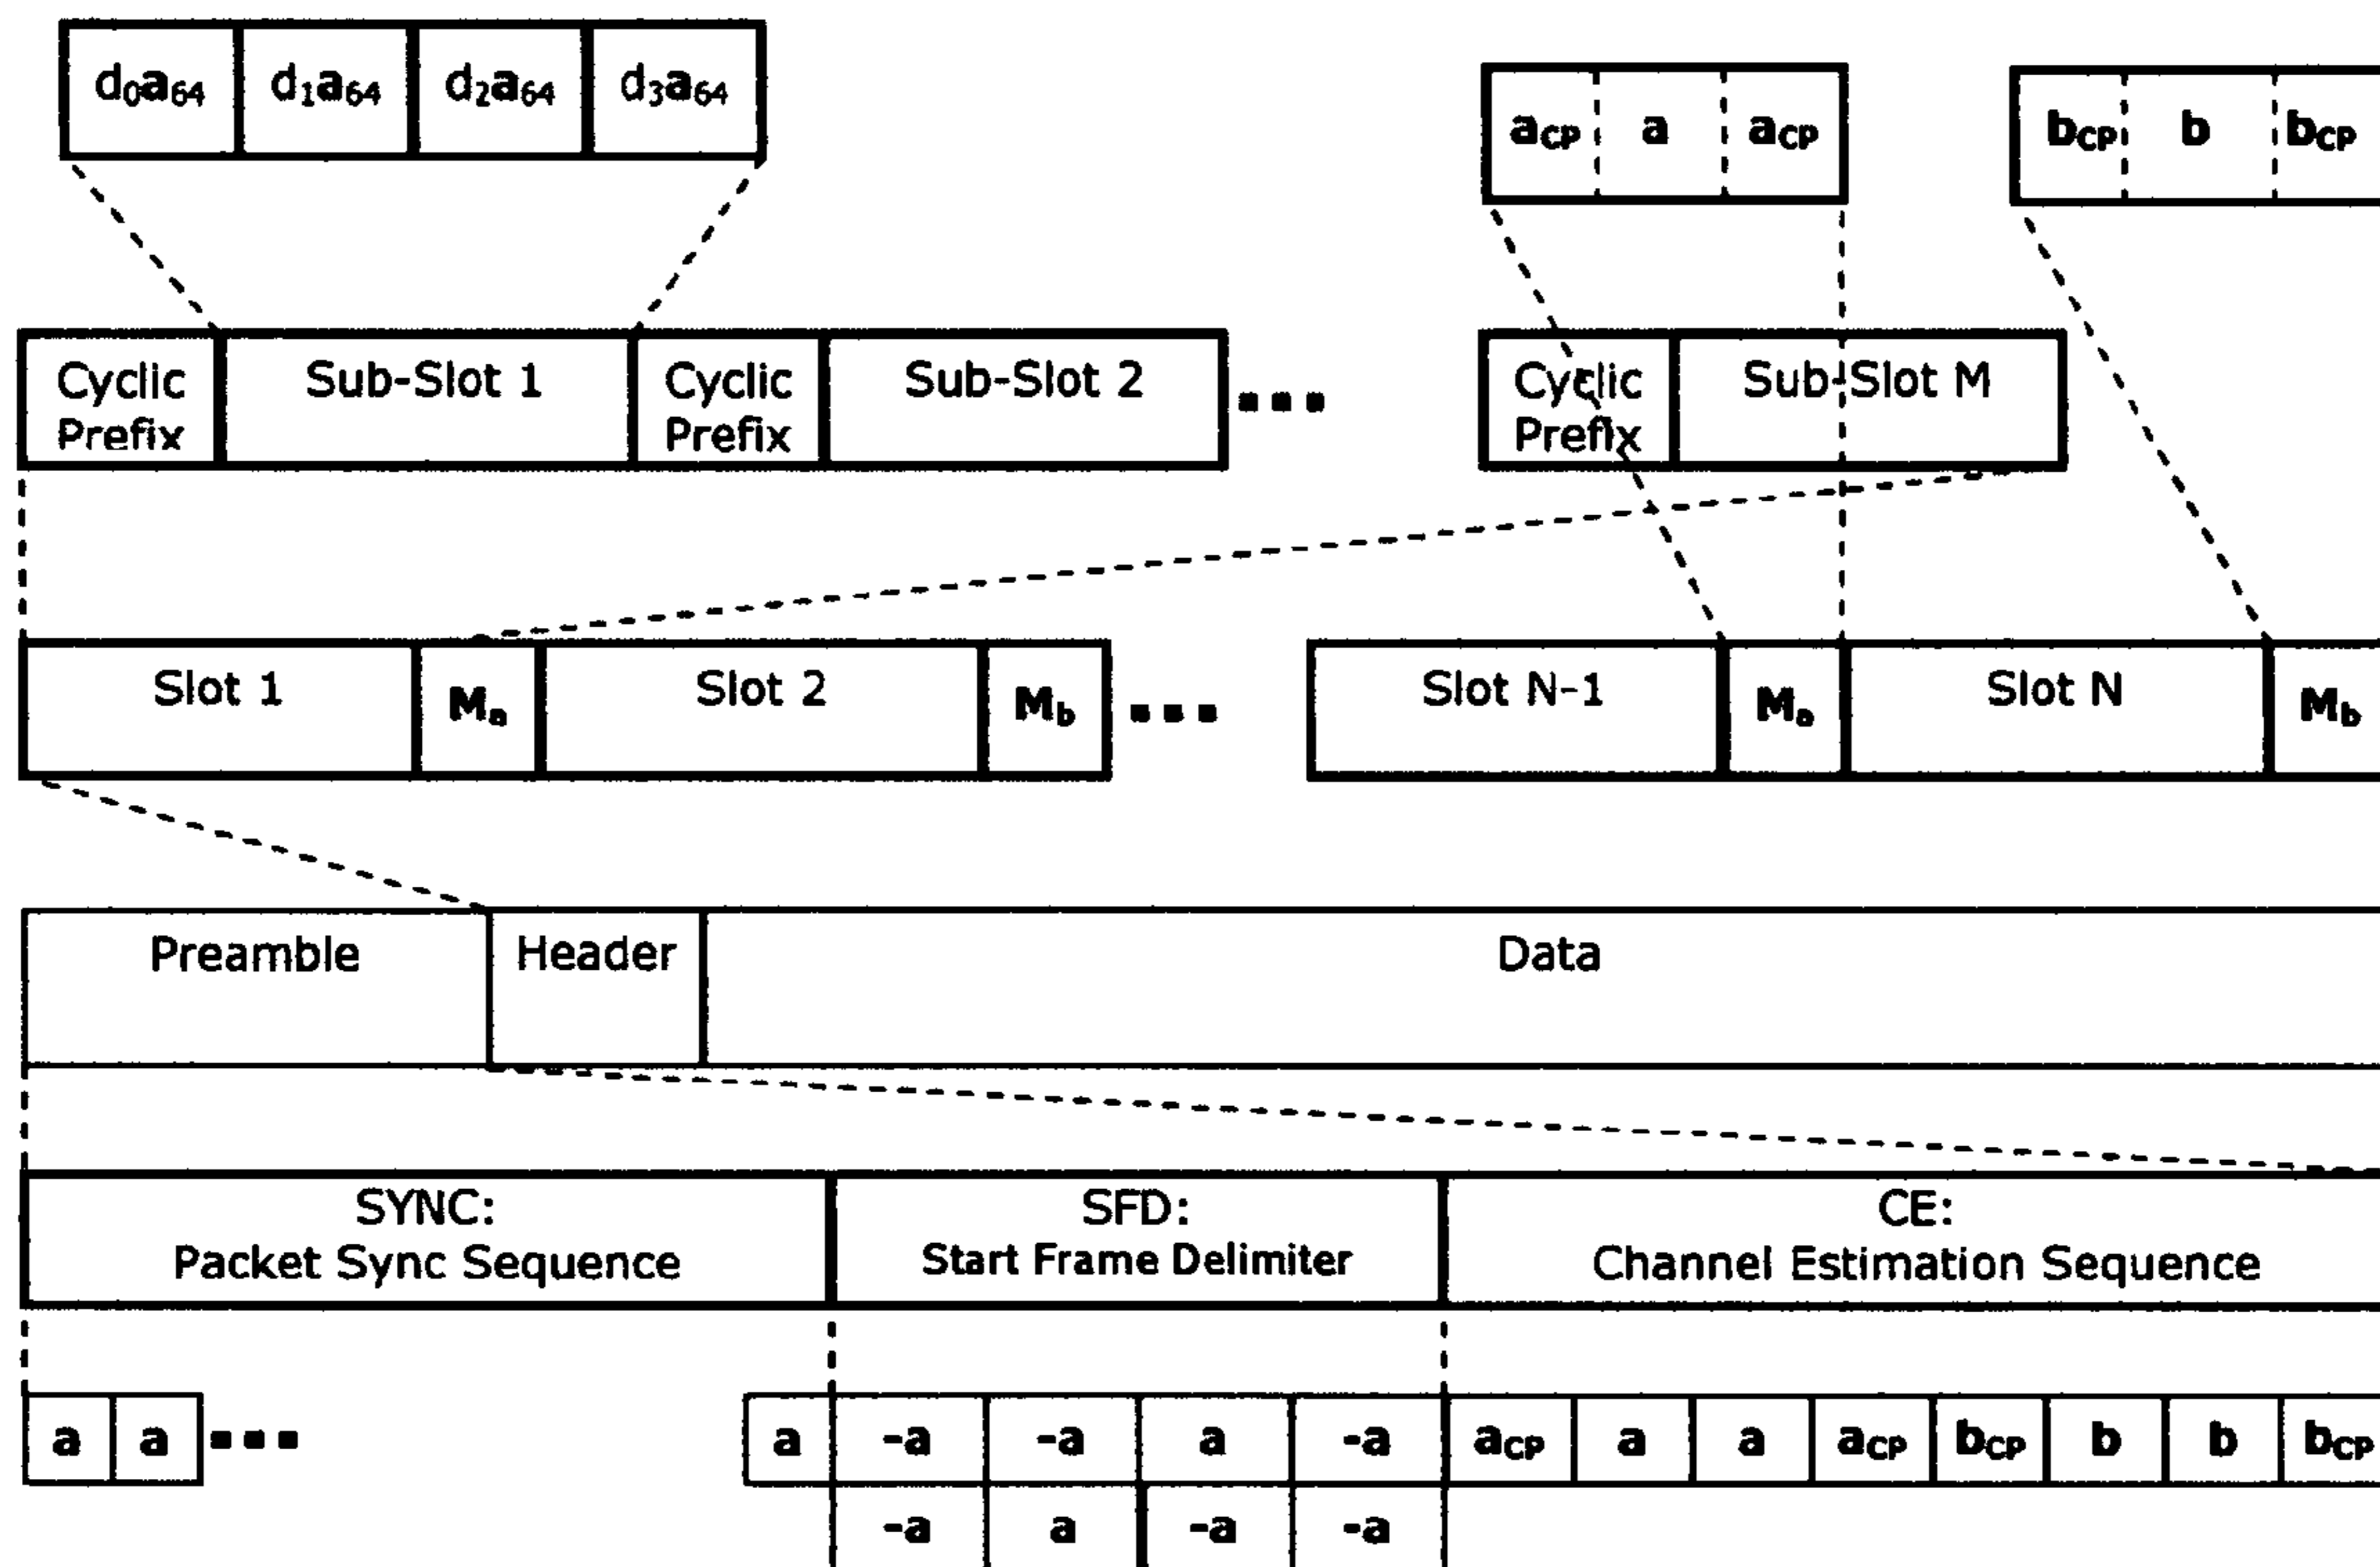 d₀a₆₄ d₁a₆₄ d₂a₆₄ d₃a₆₄
a_CP a a_CP
b_CP b b_CP
Cyclic Prefix Sub-Slot 1 Cyclic Prefix Sub-Slot 2 ... Cyclic Prefix Sub-Slot M
Slot 1 Mₐ Slot 2 M_b ... Slot N-1 Mₐ Slot N M_b
Preamble Header Data
SYNC:
Packet Sync Sequence
SFD:
Start Frame Delimiter
CE:
Channel Estimation Sequence
a a ... a -a -a a -a a_CP a a a_CP b_CP b b b_CP
-a a -a -a